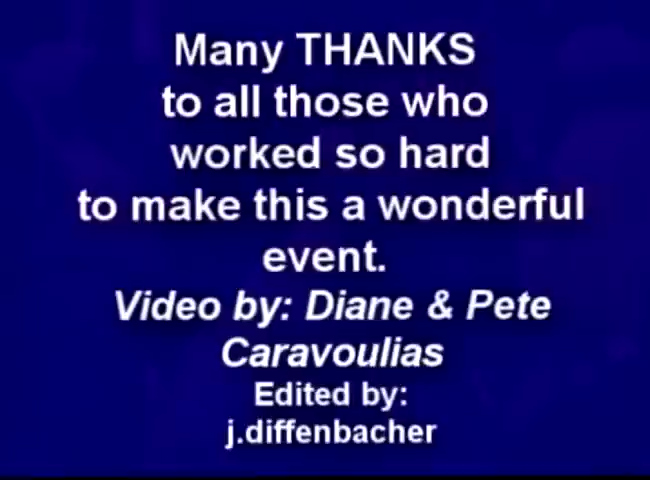 Many THANKS
to all those who
worked so hard
to make this a wonderful
event.
Video by: Diane & Pete
Caravoulias
Edited by:
j.diffenbacher